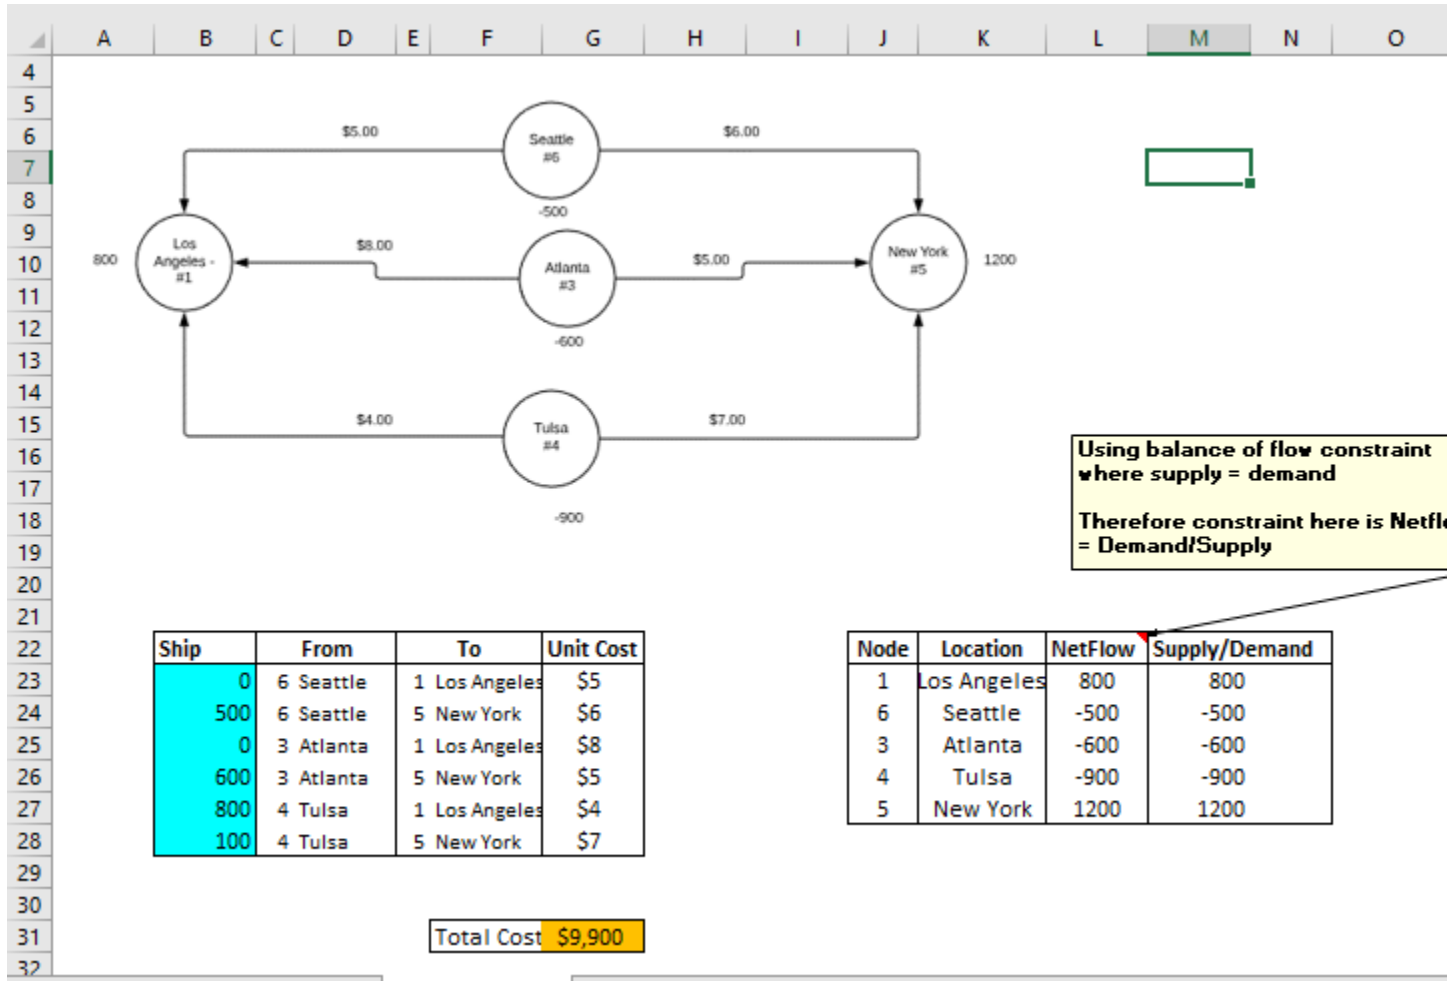 A B C D E F G H I J K L M N O
4
5
6 $5.00 Seattle $6.00
#6
7
8
-500
9
Los New York
10 800 Angeles - $8.00 Atlanta $5.00 #5 1200
#1 #3
11
12
-600
13
14
15 $4.00 Tulsa $7.00
#4
Using balance of flow constraint
16
where supply = demand
17
18 -900
Therefore constraint here is Netflo
19
= Demand/Supply
20
21
22 Ship From To Unit Cost Node Location NetFlow Supply/Demand
23 0 6 Seattle 1 Los Angeles $5 1 Los Angeles 800 800
24 500 6 Seattle 5 New York $6 6 Seattle -500 -500
25 0 3 Atlanta 1 Los Angeles $8 3 Atlanta -600 -600
26 600 3 Atlanta 5 New York $5 4 Tulsa -900 -900
27 800 4 Tulsa 1 Los Angeles $4 5 New York 1200 1200
28 100 4 Tulsa 5 New York $7
29
30
31 Total Cost $9,900
32